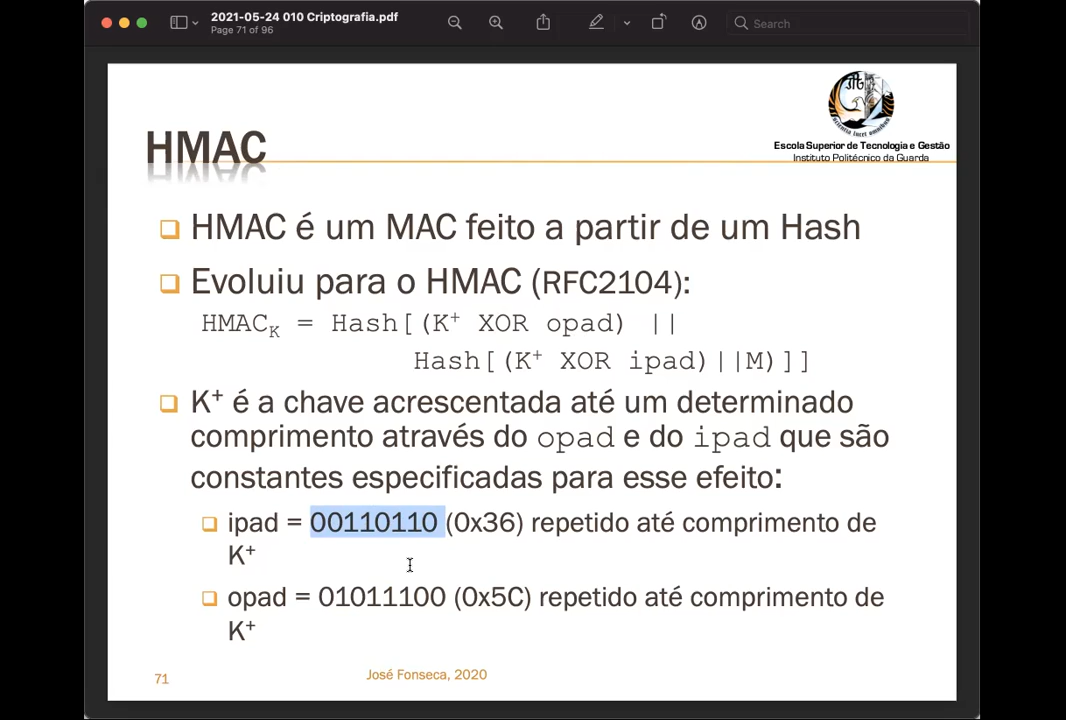 2021-05-24 010 Criptografia.pdf
Page 71 of 96
Search
Escola Superior de Tecnologia e Gestão
Instituto Politécnico da Guarda
HMAC
HMAC é um MAC feito a partir de um Hash
Evoluiu para o HMAC (RFC2104):
HMACK = Hash[(K+ XOR opad) ||
Hash[(K+ XOR ipad)||M)]]
K+ é a chave acrescentada até um determinado
comprimento através do opad e do ipad que são
constantes especificadas para esse efeito:
ipad = 00110110 (0x36) repetido até comprimento de
K+
opad = 01011100 (0x5C) repetido até comprimento de
K+
71
José Fonseca, 2020